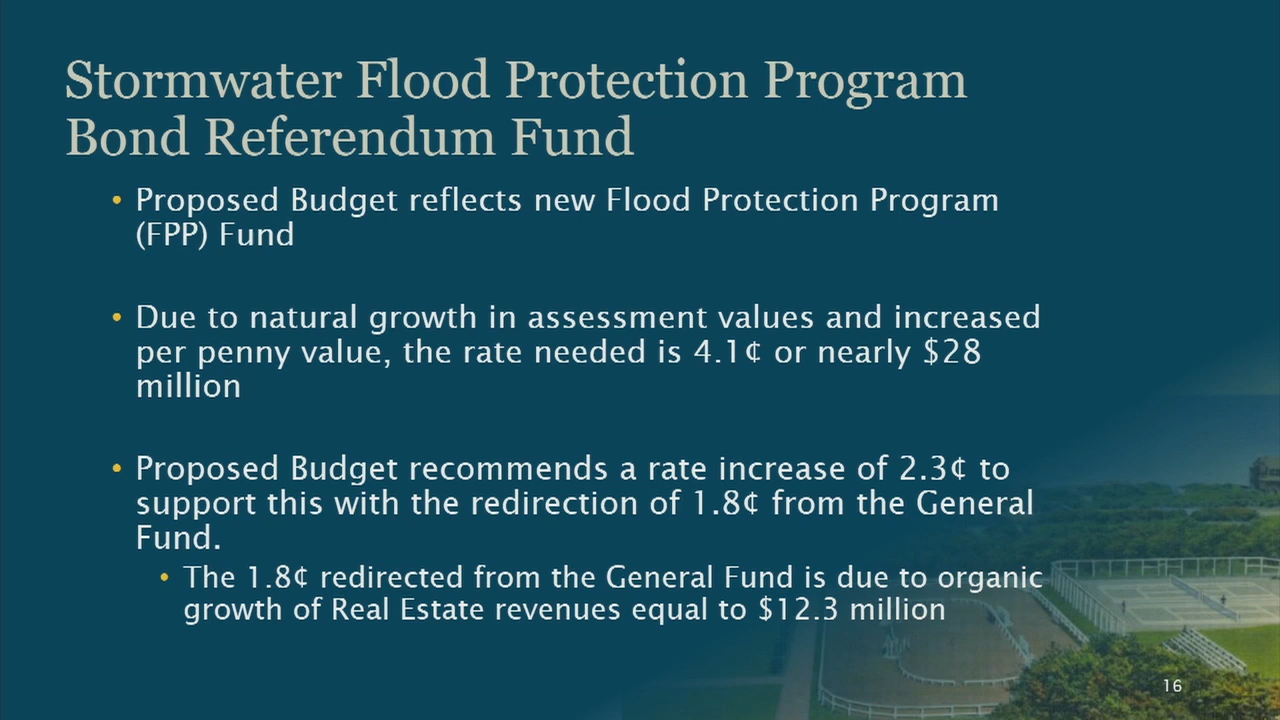 Stormwater Flood Protection Program
Bond Referendum Fund
• Proposed Budget reflects new Flood Protection Program
(FPP) Fund
• Due to natural growth in assessment values and increased
per penny value, the rate needed is 4.1¢ or nearly $28
million
• Proposed Budget recommends a rate increase of 2.3¢ to
support this with the redirection of 1.8¢ from the General
Fund.
• The 1.8¢ redirected from the General Fund is due to organic
growth of Real Estate revenues equal to $12.3 million
16